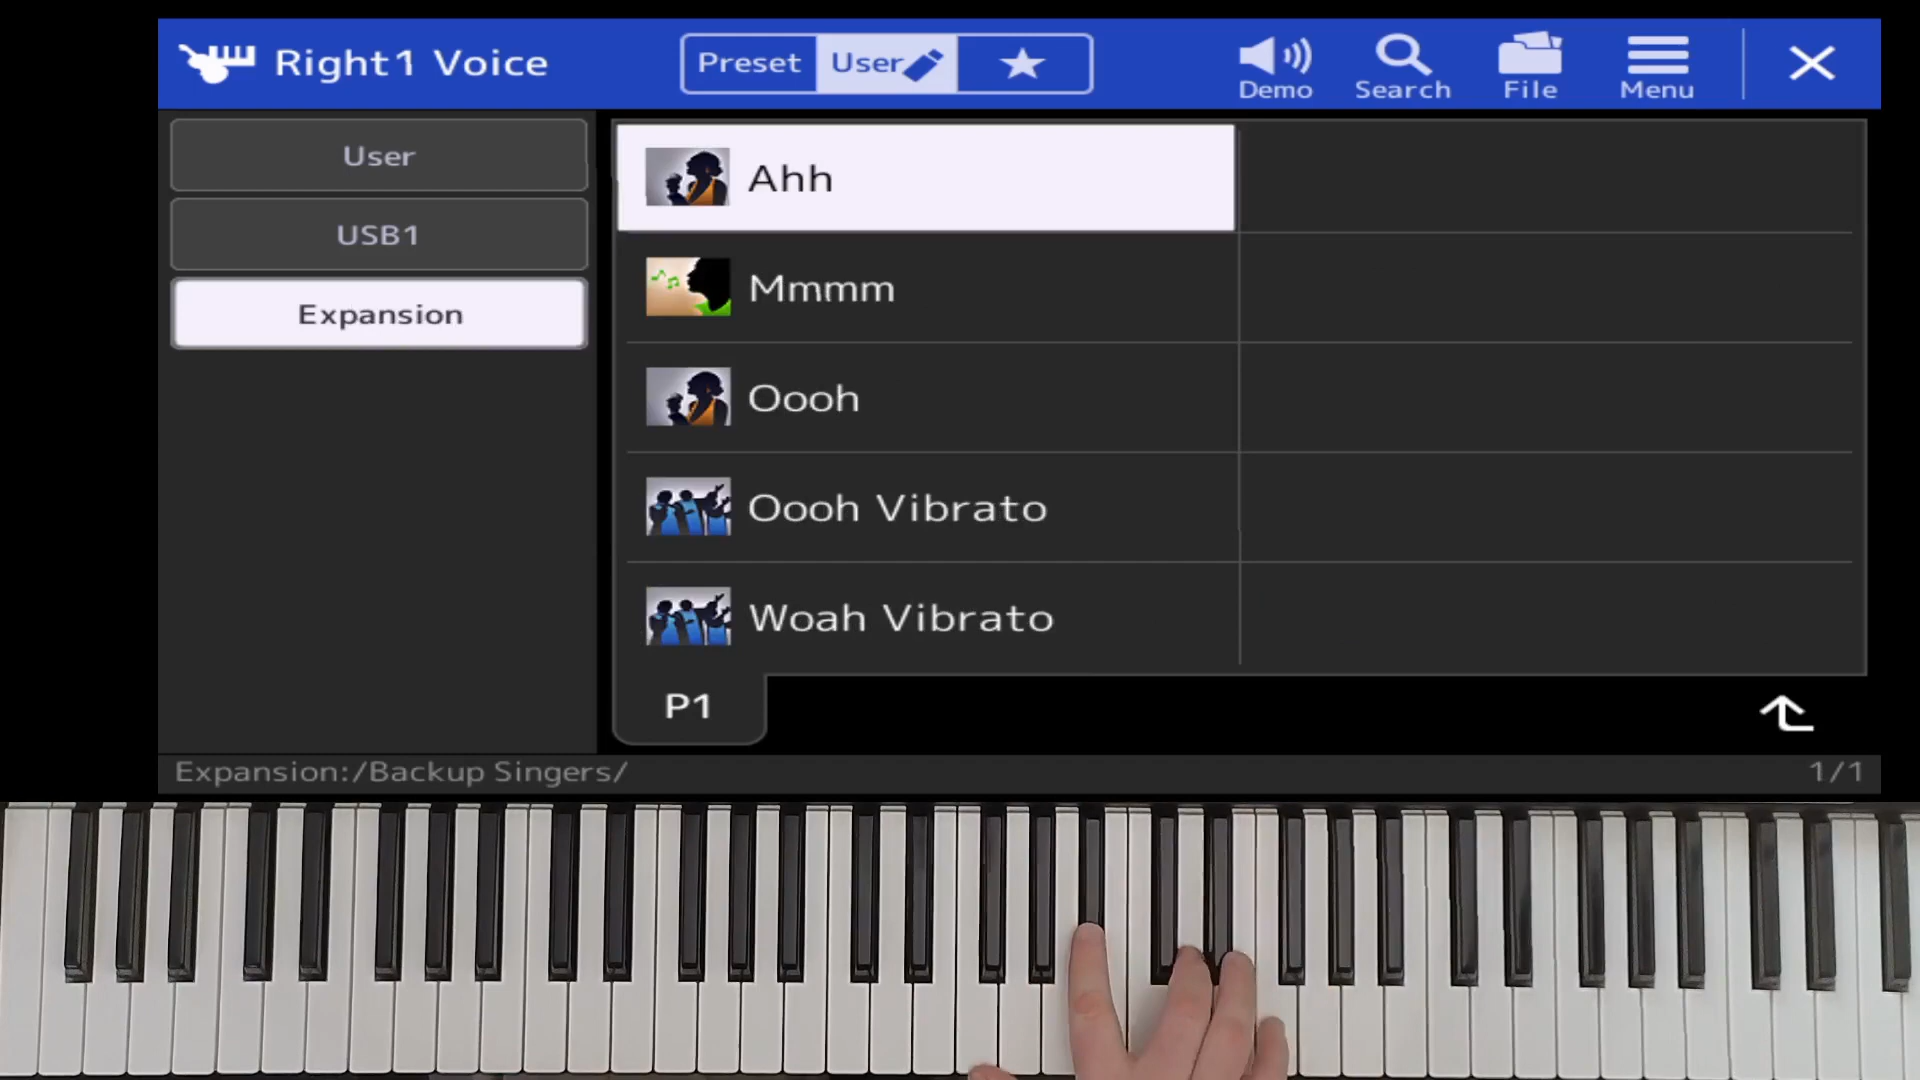 Right1 Voice
Preset
User
Demo
Search
File
Menu
User
USB1
Expansion
Ahh
Mmmm
Oooh
Oooh Vibrato
Woah Vibrato
P1
Expansion:/Backup Singers/
1/1